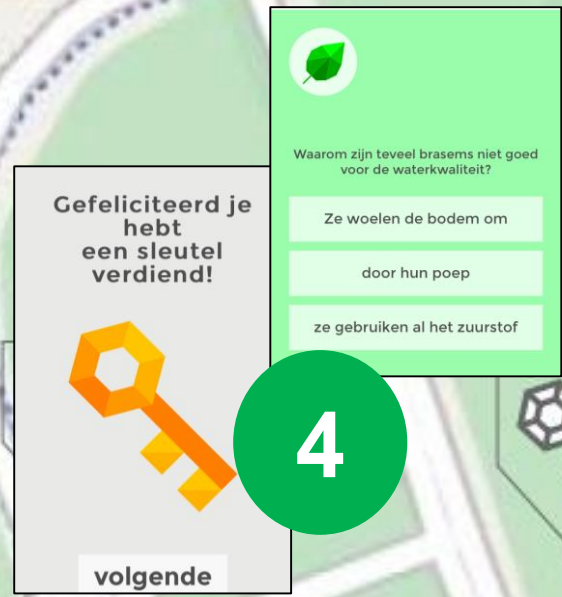 Waarom zijn teveel brasems niet goed
voor de waterkwaliteit?
Ze woelen de bodem om
door hun poep
ze gebruiken al het zuurstof
Gefeliciteerd je
hebt
een sleutel
verdiend!
4
volgende